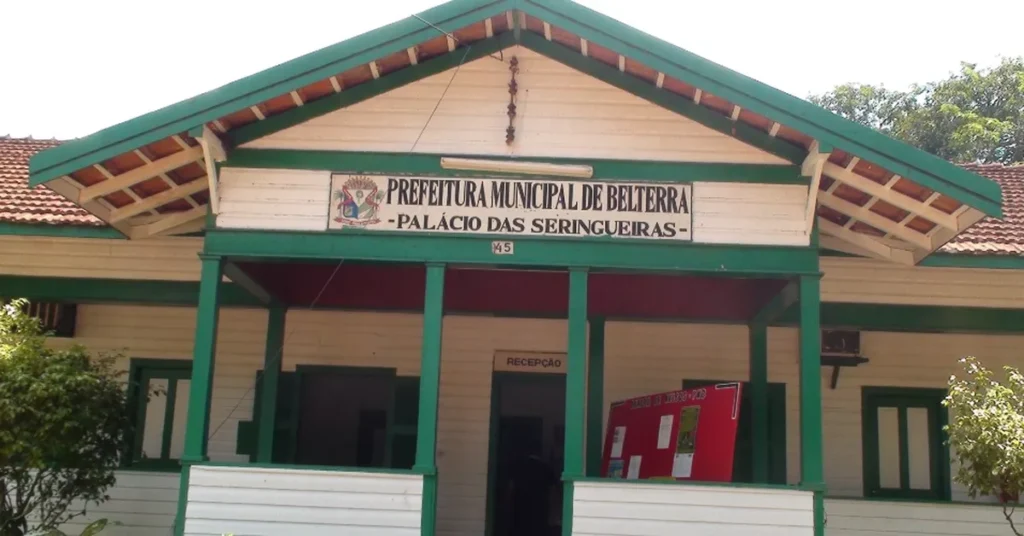 PREFEITURA MUNICIPAL DE BELTERRA
-PALÁCIO DAS SERINGUEIRAS-
45
RECEPÇÃO